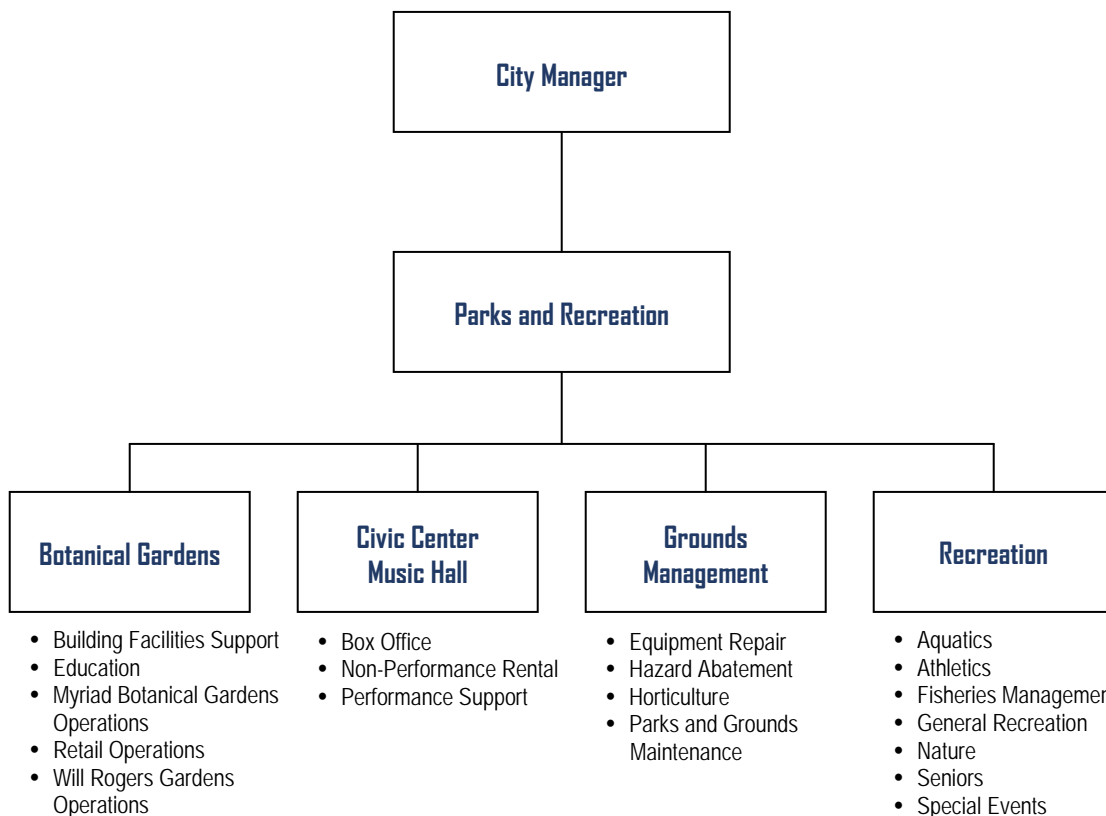 City Manager
Parks and Recreation
Botanical Gardens
• Building Facilities Support
• Education
• Myriad Botanical Gardens
Operations
• Retail Operations
• Will Rogers Gardens
Operations
Civic Center
Music Hall
• Box Office
• Non-Performance Rental
• Performance Support
Grounds
Management
• Equipment Repair
• Hazard Abatement
• Horticulture
• Parks and Grounds
Maintenance
Recreation
• Aquatics
• Athletics
• Fisheries Managemen
• General Recreation
• Nature
• Seniors
• Special Events